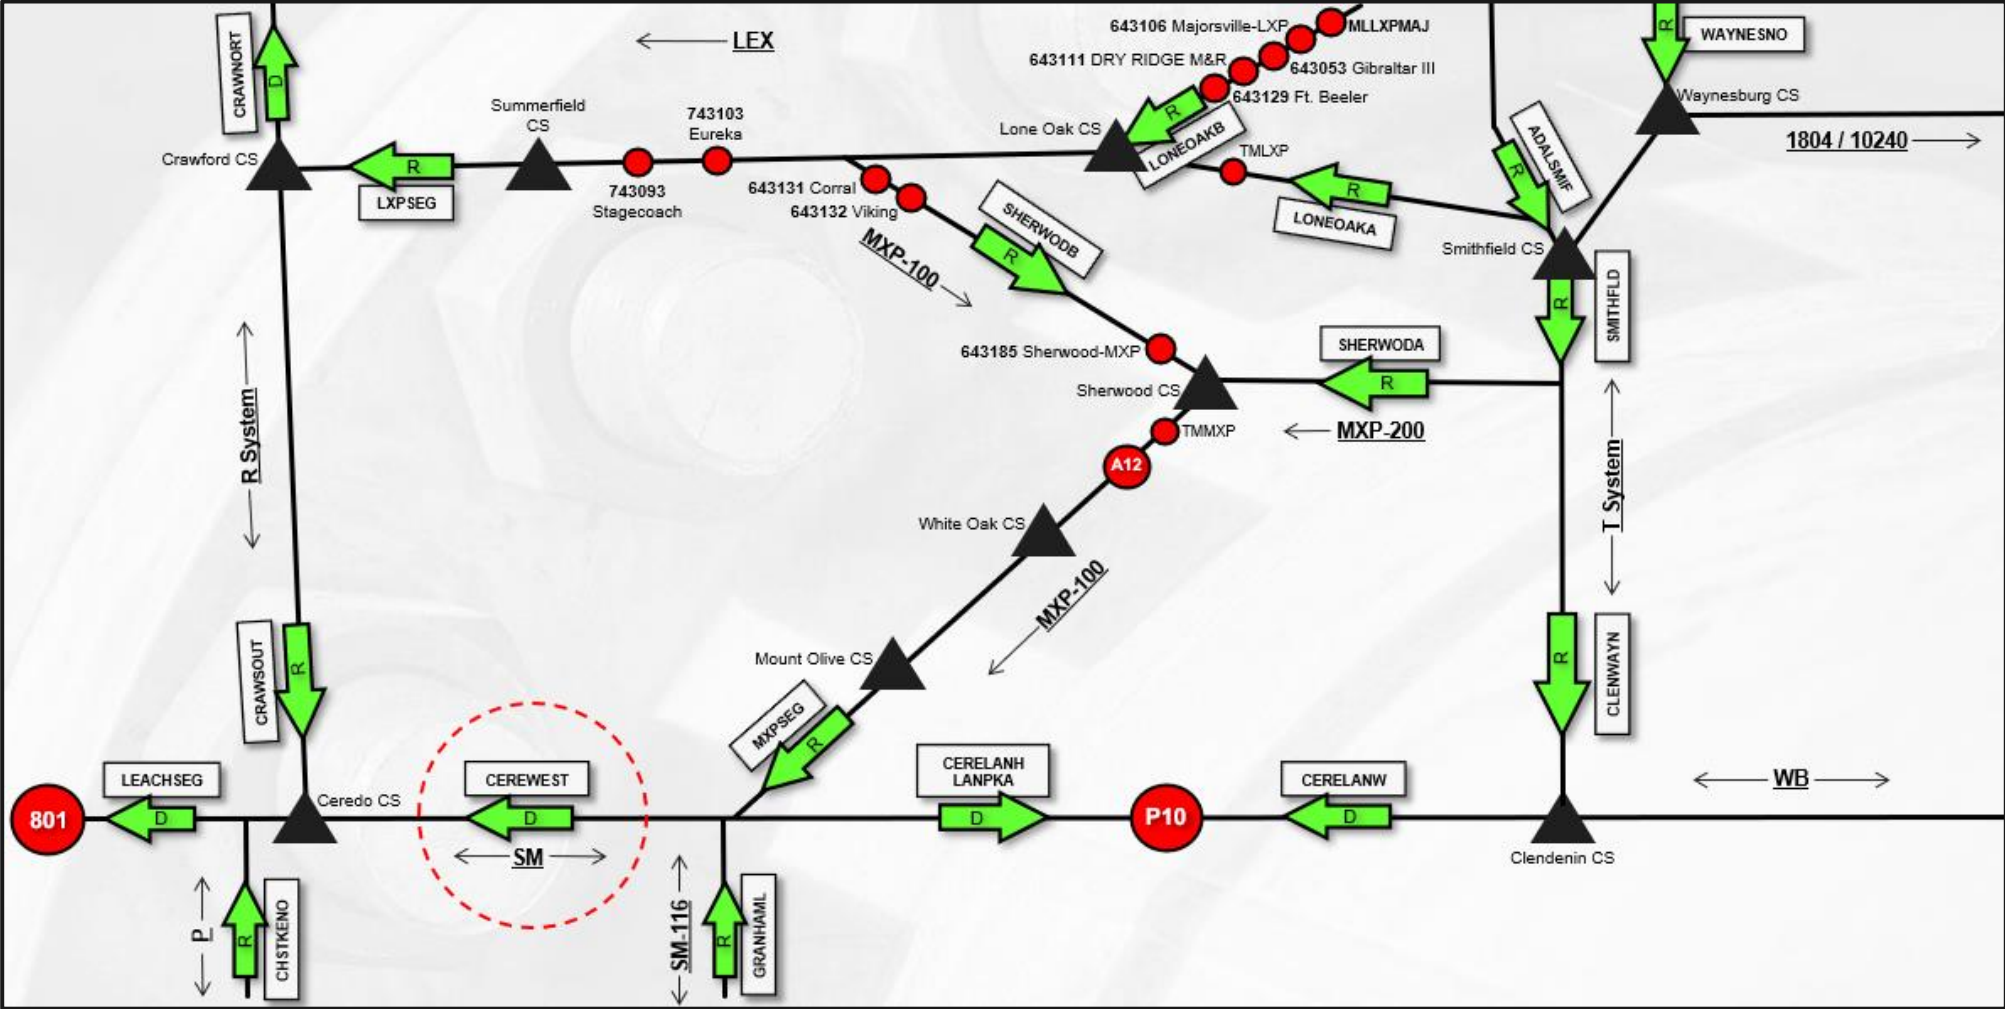 643106 Majorsville-LXP
MLLXPMAJ
R
WAYNESNO
CRAWNORT
D
LEX
643111 DRY RIDGE M&R
643053 Gibraltar III
Waynesburg CS
Summerfield
CS
743103
Eureka
643129 Ft. Beeler
R
Lone Oak CS
LONEOAKB
ADALSMIF
R
1804 / 10240
TMLXP
Crawford CS
R
LXPSEG
743093
Stagecoach
643131 Corral
643132 Viking
SHERWODB
R
R
LONEOAKA
Smithfield CS
MXP-100
R
SMITHFLD
643185 Sherwood-MXP
SHERWODA
R
Sherwood CS
R System
TMMXP
MXP-200
A12
T System
White Oak CS
MXP-100
CRAWSOUT
R
Mount Olive CS
R
CLENWAYN
MXPSEG
R
LEACHSEG
CEREWEST
CERELANH
LANPKA
CERELANW
WB
Ceredo CS
801
D
D
D
P10
D
SM
Clendenin CS
P
R
CHSTKENO
SM-116
R
GRANHAML